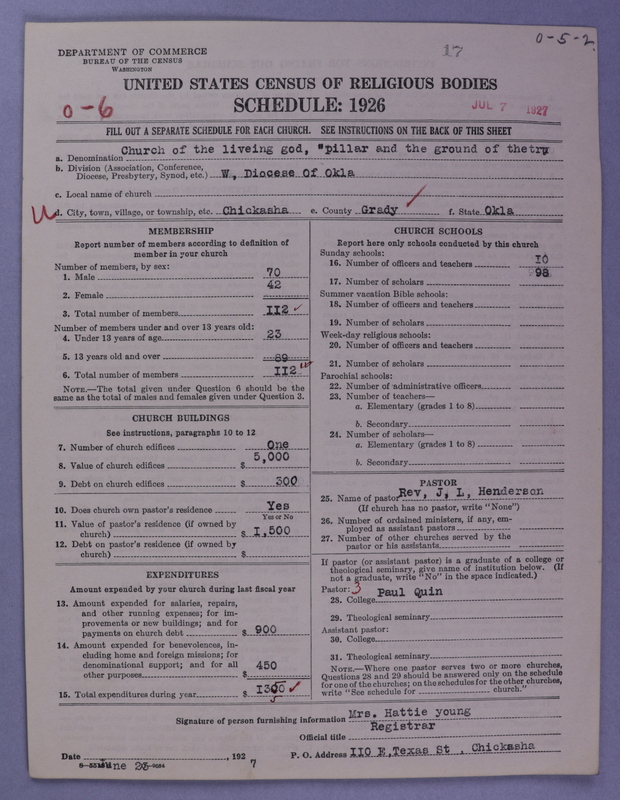 0-5-2
17
DEPARTMENT OF COMMERCE
BUREAU OF THE CENSUS
WASHINGTON
UNITED STATES CENSUS OF RELIGIOUS BODIES
SCHEDULE: 1926
0-6
JUL 7 1927
FILL OUT A SEPARATE SCHEDULE FOR EACH CHURCH. SEE INSTRUCTIONS ON THE BACK OF THIS SHEET
a. Denomination Church of the liveing god, "pillar and the ground of thetru
b. Division (Association, Conference, Diocese, Presbytery, Synod, etc.) W, Diocese Of Okla
c. Local name of church
d. City, town, village, or township, etc. Chickasha e. County Grady f. State Okla
MEMBERSHIP
Report number of members according to definition of
member in your church
Number of members, by sex:
1. Male 70
2. Female 42
3. Total number of members 112
Number of members under and over 13 years old:
4. Under 13 years of age 23
5. 13 years old and over 89
6. Total number of members 112
NOTE.—The total given under Question 6 should be the
same as the total of males and females given under Question 3.
CHURCH BUILDINGS
See instructions, paragraphs 10 to 12
7. Number of church edifices One
8. Value of church edifices $ 5,000
9. Debt on church edifices $ 300
10. Does church own pastor's residence Yes
Yes or No
11. Value of pastor's residence (if owned by
church) $ 1,500
12. Debt on pastor's residence (if owned by
church) $
EXPENDITURES
Amount expended by your church during last fiscal year
13. Amount expended for salaries, repairs,
and other running expenses; for im-
provements or new buildings; and for
payments on church debt $ 900
14. Amount expended for benevolences, in-
cluding home and foreign missions; for
denominational support; and for all
other purposes $ 450
15. Total expenditures during year $ 1300
5
CHURCH SCHOOLS
Report here only schools conducted by this church
Sunday schools:
16. Number of officers and teachers 10
17. Number of scholars 98
Summer vacation Bible schools:
18. Number of officers and teachers
19. Number of scholars
Week-day religious schools:
20. Number of officers and teachers
21. Number of scholars
Parochial schools:
22. Number of administrative officers
23. Number of teachers—
a. Elementary (grades 1 to 8)
b. Secondary
24. Number of scholars—
a. Elementary (grades 1 to 8)
b. Secondary
PASTOR
25. Name of pastor Rev, J, L, Henderson
(If church has no pastor, write "None")
26. Number of ordained ministers, if any, em-
ployed as assistant pastors
27. Number of other churches served by the
pastor or his assistants
If pastor (or assistant pastor) is a graduate of a college or
theological seminary, give name of institution below. (If
not a graduate, write "No" in the space indicated.)
Pastor: 3
28. College Paul Quin
29. Theological seminary
Assistant pastor:
30. College
31. Theological seminary
NOTE.—Where one pastor serves two or more churches,
Questions 28 and 29 should be answered only on the schedule
for one of the churches; on the schedules for the other churches,
write "See schedule for church."
Signature of person furnishing information Mrs. Hattie young
Official title Registrar
Date June 23, 1927
P. O. Address 110 E, Texas St , Chickasha